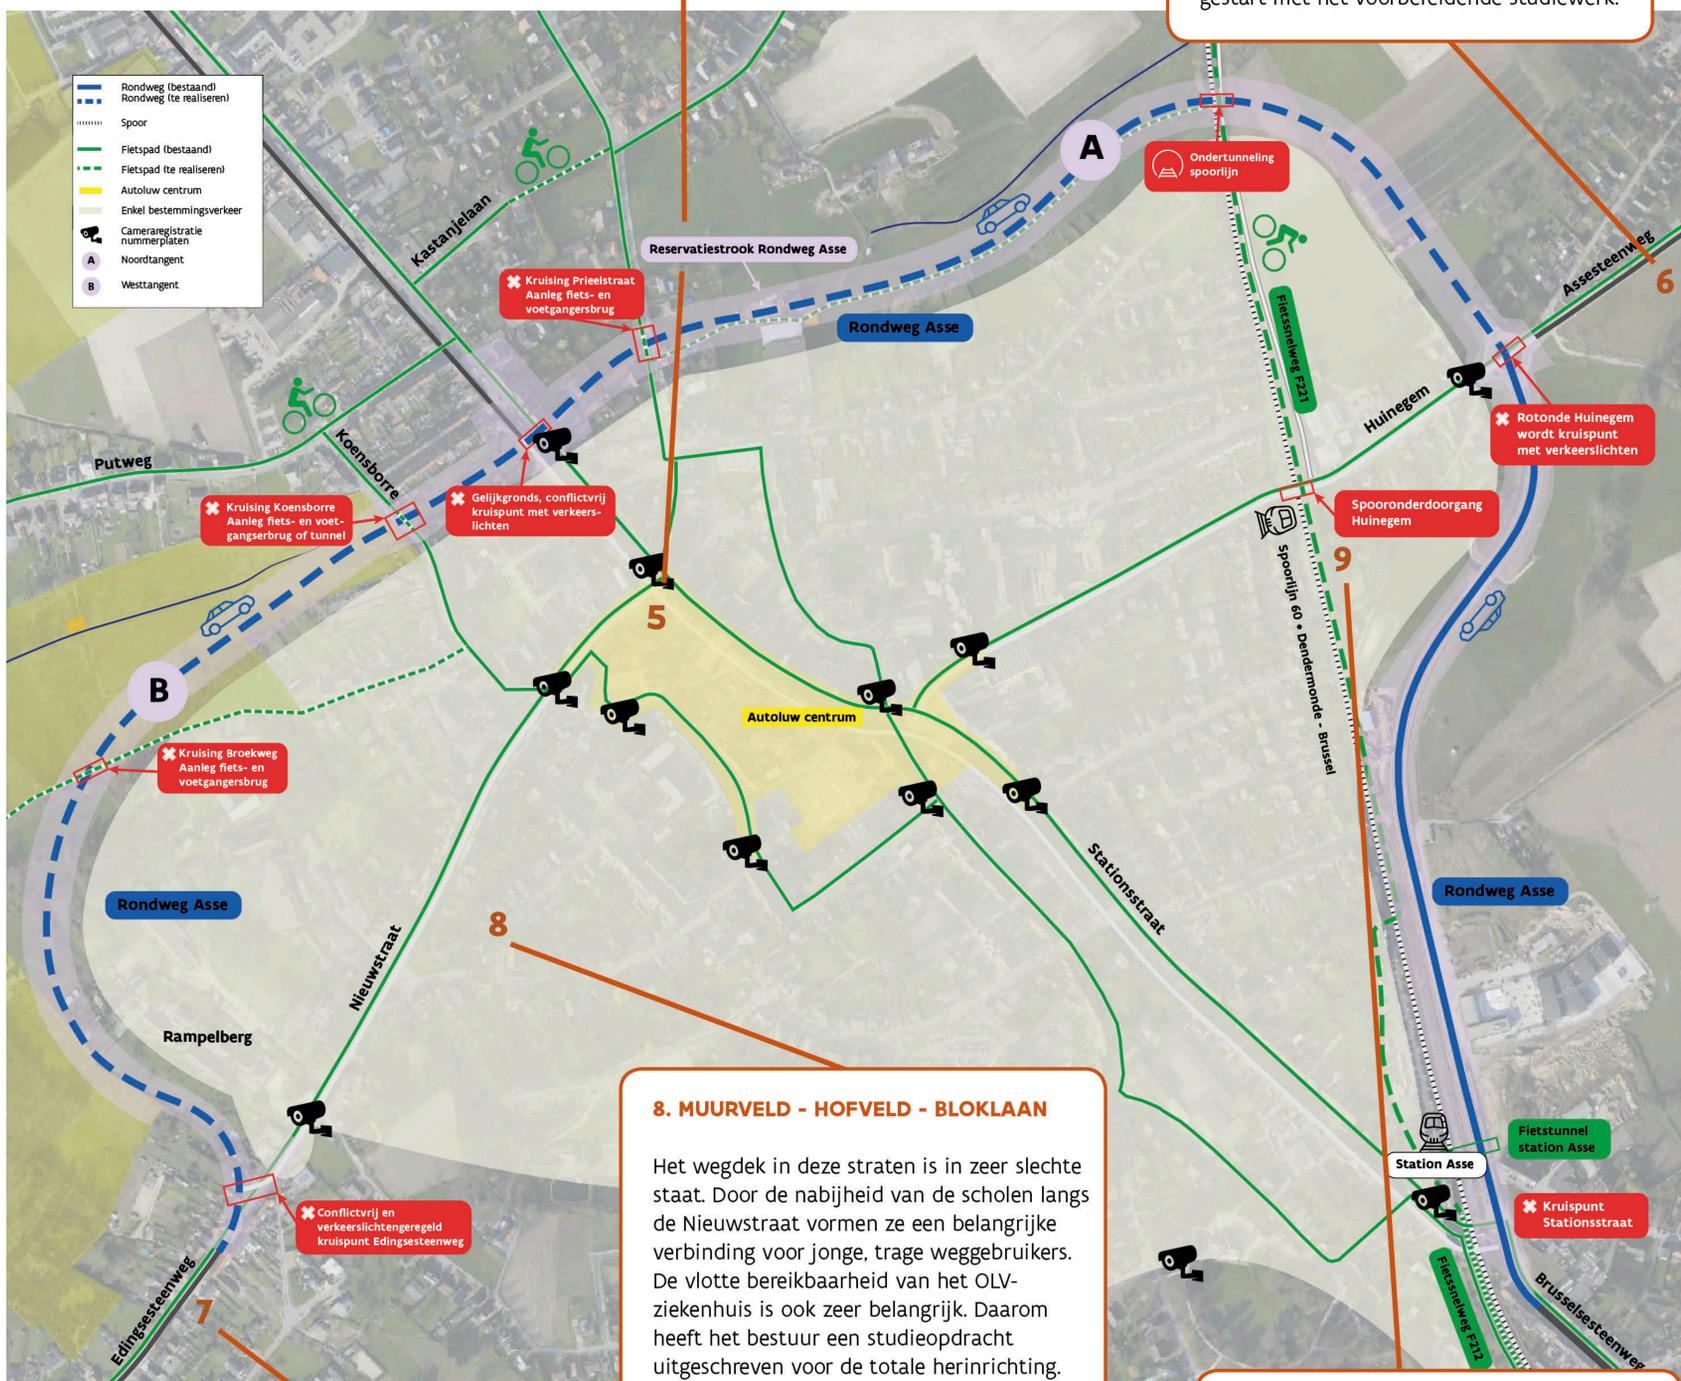 gestart met het voorbereidende studiewerk.
Rondweg (bestaand)
Rondweg (te realiseren)
Spoor
Fietspad (bestaand)
Fietspad (te realiseren)
Autoluw centrum
Enkel bestemmingsverkeer
Cameraregistratie
nummerplaten
A Noordtangent
B Westtangent
A
Ondertunneling
spoorlijn
Kastanjelaan
Reservatiestrook Rondweg Asse
Assesteenweg
6
Kruising Prieelstraat
Aanleg fiets- en
voetgangersbrug
Rondweg Asse
Fietssnelweg F221
Huinegem
Rotonde Huinegem
wordt kruispunt
met verkeerslichten
Putweg
Koensborre
Kruising Koensborre
Aanleg fiets- en voet-
gangserbrug of tunnel
Gelijkgronds, conflictvrij
kruispunt met verkeers-
lichten
Spooronderdoorgang
Huinegem
9
5
Spoorlijn 60 • Dendermonde - Brussel
B
Autoluw centrum
Kruising Broekweg
Aanleg fiets- en
voetgangersbrug
Rondweg Asse
8
Nieuwstraat
Stationsstraat
Rondweg Asse
Rampelberg
8. MUURVELD - HOFVELD - BLOKLAAN
Het wegdek in deze straten is in zeer slechte
staat. Door de nabijheid van de scholen langs
de Nieuwstraat vormen ze een belangrijke
verbinding voor jonge, trage weggebruikers.
De vlotte bereikbaarheid van het OLV-
ziekenhuis is ook zeer belangrijk. Daarom
heeft het bestuur een studieopdracht
uitgeschreven voor de totale herinrichting.
Fietstunnel
station Asse
Station Asse
Kruispunt
Stationsstraat
Conflictvrij en
verkeerslichtengeregeld
kruispunt Edingsesteenweg
Edingsesteenweg
7
Fietssnelweg F212
Brusselsesteenweg